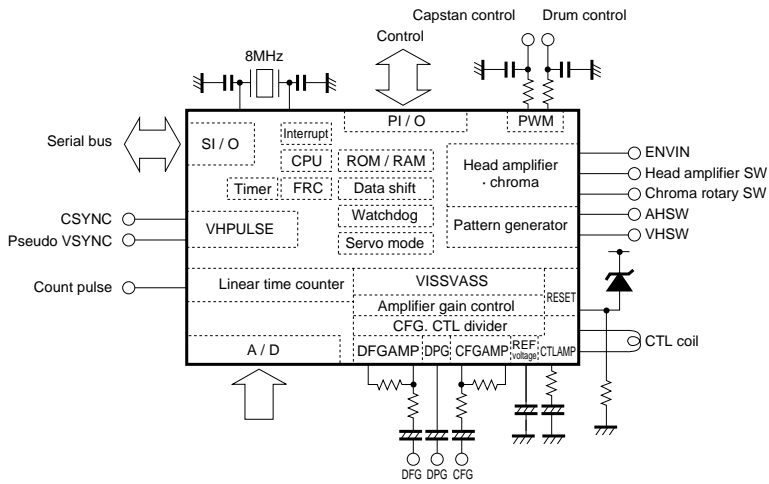 Capstan control
Drum control
Control
8MHz
PI / O
PWM
Serial bus
SI / O
Interrupt
CPU
ROM / RAM
Timer
FRC
Data shift
Watchdog
Servo mode
Head amplifier
· chroma
Pattern generator
ENVIN
Head amplifier SW
Chroma rotary SW
AHSW
VHSW
CSYNC
Pseudo VSYNC
VHPULSE
Count pulse
Linear time counter
VISSVASS
RESET
Amplifier gain control
CFG. CTL divider
A / D
DFGAMP
DPG
CFGAMP
REF
voltage
CTLAMP
CTL coil
DFG
DPG
CFG